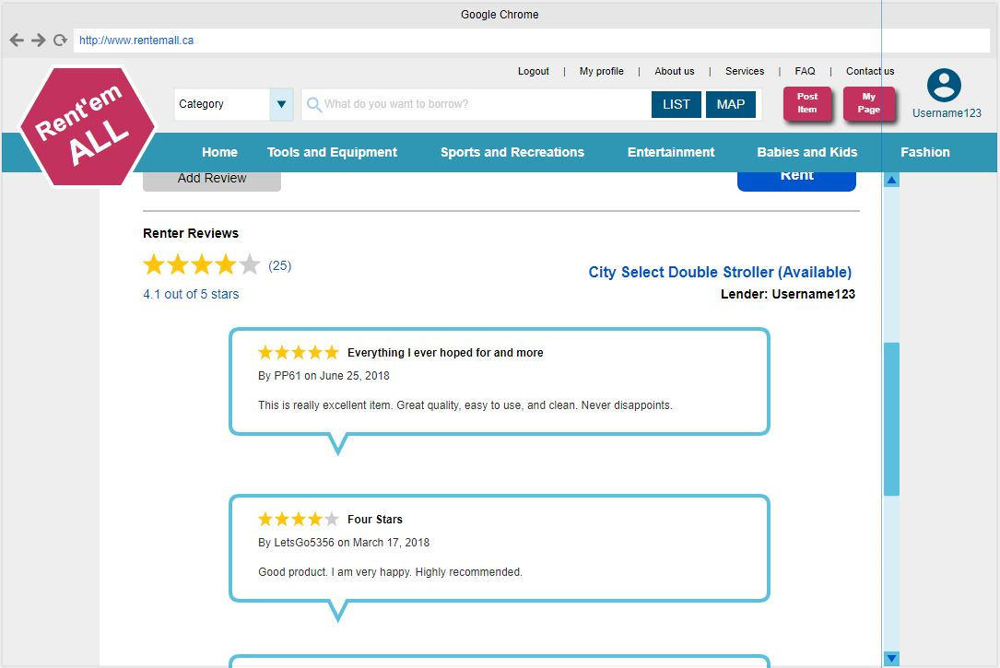 Google Chrome
http://www.rentemall.ca
Logout | My profile | About us | Services | FAQ | Contact us
Rent'em
ALL
Category
What do you want to borrow?
LIST
MAP
Post
Item
My
Page
Username123
Home
Tools and Equipment
Sports and Recreations
Entertainment
Babies and Kids
Fashion
Add Review
Rent
Renter Reviews
(25)
4.1 out of 5 stars
City Select Double Stroller (Available)
Lender: Username123
Everything I ever hoped for and more
By PP61 on June 25, 2018
This is really excellent item. Great quality, easy to use, and clean. Never disappoints.
Four Stars
By LetsGo5356 on March 17, 2018
Good product. I am very happy. Highly recommended.